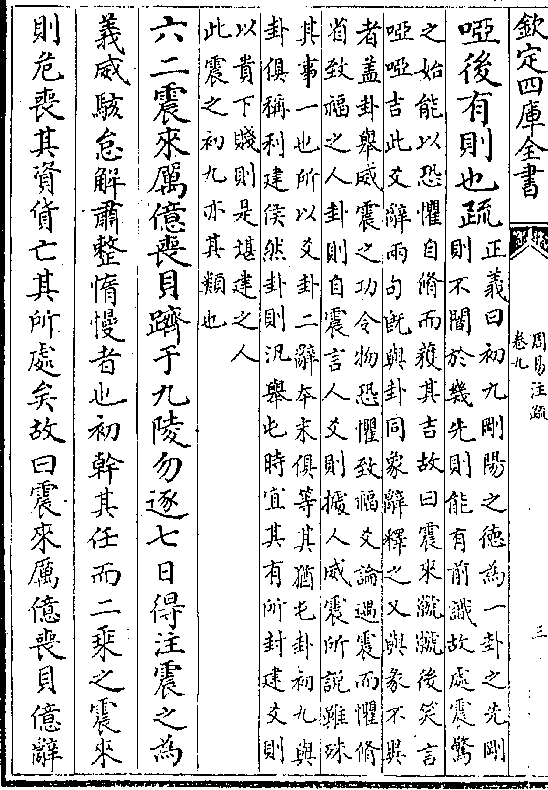 欽定四庫全書
周易注疏
卷九
三
啞後有則也疏
正義曰初九剛陽之德為一卦之先剛
則不闇於幾先則能有前識故處震驚
之始能以恐懼自脩而獲其吉故曰震來虩虩後笑言
啞啞吉此爻辭兩句既與卦同象辭釋之又與彖不異
者蓋卦舉威震之功令物恐懼致福爻論遇震而懼脩
省致福之人卦則自震言人爻則據人威震所說雖殊
其事一也所以爻卦二辭本末俱等其猶屯卦初九與
卦俱稱利建侯然卦則汎舉屯時宜其有所封建爻則
以貴下賤則是堪建之人
此震之初九亦其類也
六二震來厲億喪貝躋于九陵勿逐七日得注震之為
義威駭怠解肅整惰慢者也初幹其任而二乘之震來
則危喪其資貨亡其所處矣故曰震來厲億喪貝億辭